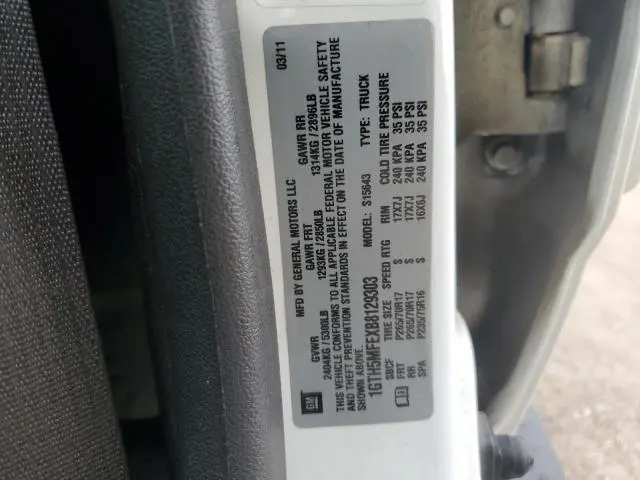 GM MFD BY GENERAL MOTORS LLC 03/11
GVWR GAWR FRT GAWR RR
2404KG/5300LB 1293KG/2850LB 1314KG/2896LB
THIS VEHICLE CONFORMS TO ALL APPLICABLE FEDERAL MOTOR VEHICLE SAFETY
AND THEFT PREVENTION STANDARDS IN EFFECT ON THE DATE OF MANUFACTURE
SHOWN ABOVE.
1GTH5MFEXB8129303 MODEL: S15643 TYPE: TRUCK
SBCF TIRE SIZE SPEED RTG RIM COLD TIRE PRESSURE
FRT P265/70R17 S 17X7J 240 KPA 35 PSI
RR P265/70R17 S 17X7J 240 KPA 35 PSI
SPA P235/75R16 S 16X6J 240 KPA 35 PSI